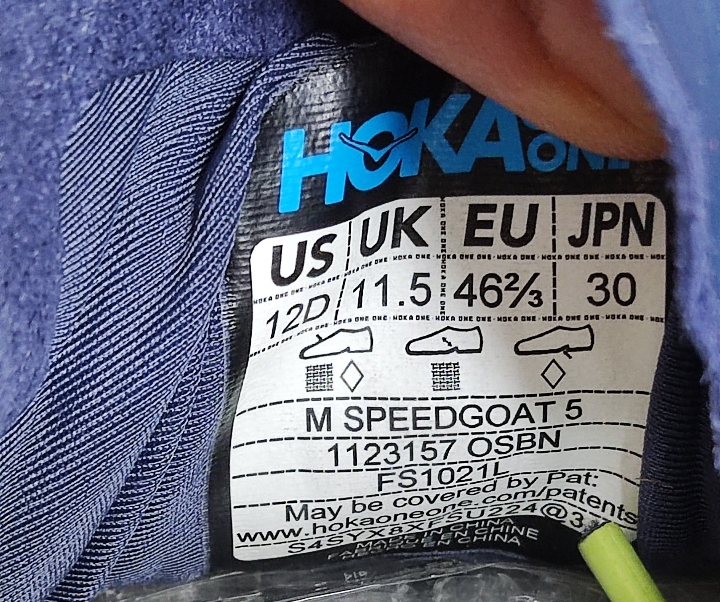 HOKA ONE
US UK EU JPN
12D 11.5 46⅔ 30
M SPEEDGOAT 5
1123157 OSBN
FS1021L
May be covered by Pat:
www.hokaoneone.com/patents
MADE IN CHINA